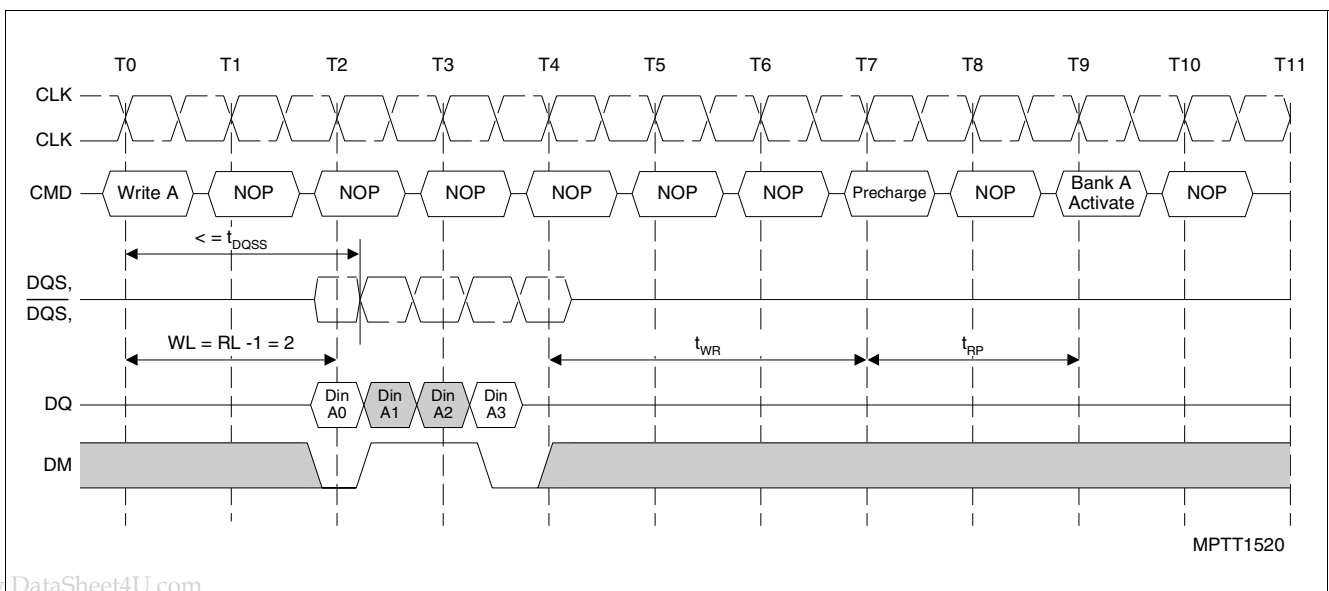 T0 T1 T2 T3 T4 T5 T6 T7 T8 T9 T10 T11
CLK
CLK
CMD Write A NOP NOP NOP NOP NOP NOP Precharge NOP Bank A Activate NOP
< = tDQSS
DQS,
DQS,
WL = RL -1 = 2 tWR tRP
DQ Din A0 Din A1 Din A2 Din A3
DM
MPTT1520
DataSheet4U.com